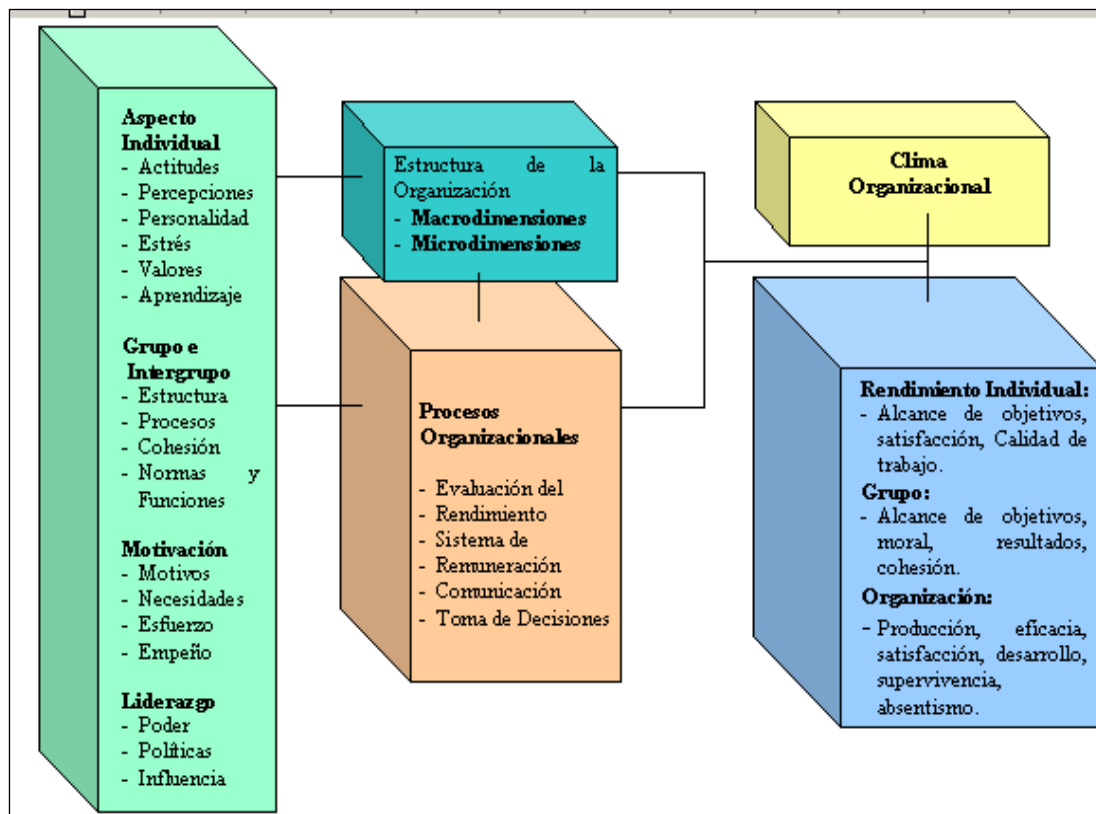 Aspecto
Individual
- Actitudes
- Percepciones
- Personalidad
- Estrés
- Valores
- Aprendizaje
Grupo e
Intergrupo
- Estructura
- Procesos
- Cohesión
- Normas y
Funciones
Motivación
- Motivos
- Necesidades
- Esfuerzo
- Empeño
Liderazgo
- Poder
- Políticas
- Influencia
Estructura de la
Organización
- Macrodimensiones
- Microdimensiones
Procesos
Organizacionales
- Evaluación del
- Rendimiento
- Sistema de
- Remuneración
- Comunicación
- Toma de Decisiones
Clima
Organizacional
Rendimiento Individual:
- Alcance de objetivos,
satisfacción, Calidad de
trabajo.
Grupo:
- Alcance de objetivos,
moral, resultados,
cohesión.
Organización:
- Producción, eficacia,
satisfacción, desarrollo,
supervivencia,
absentismo.